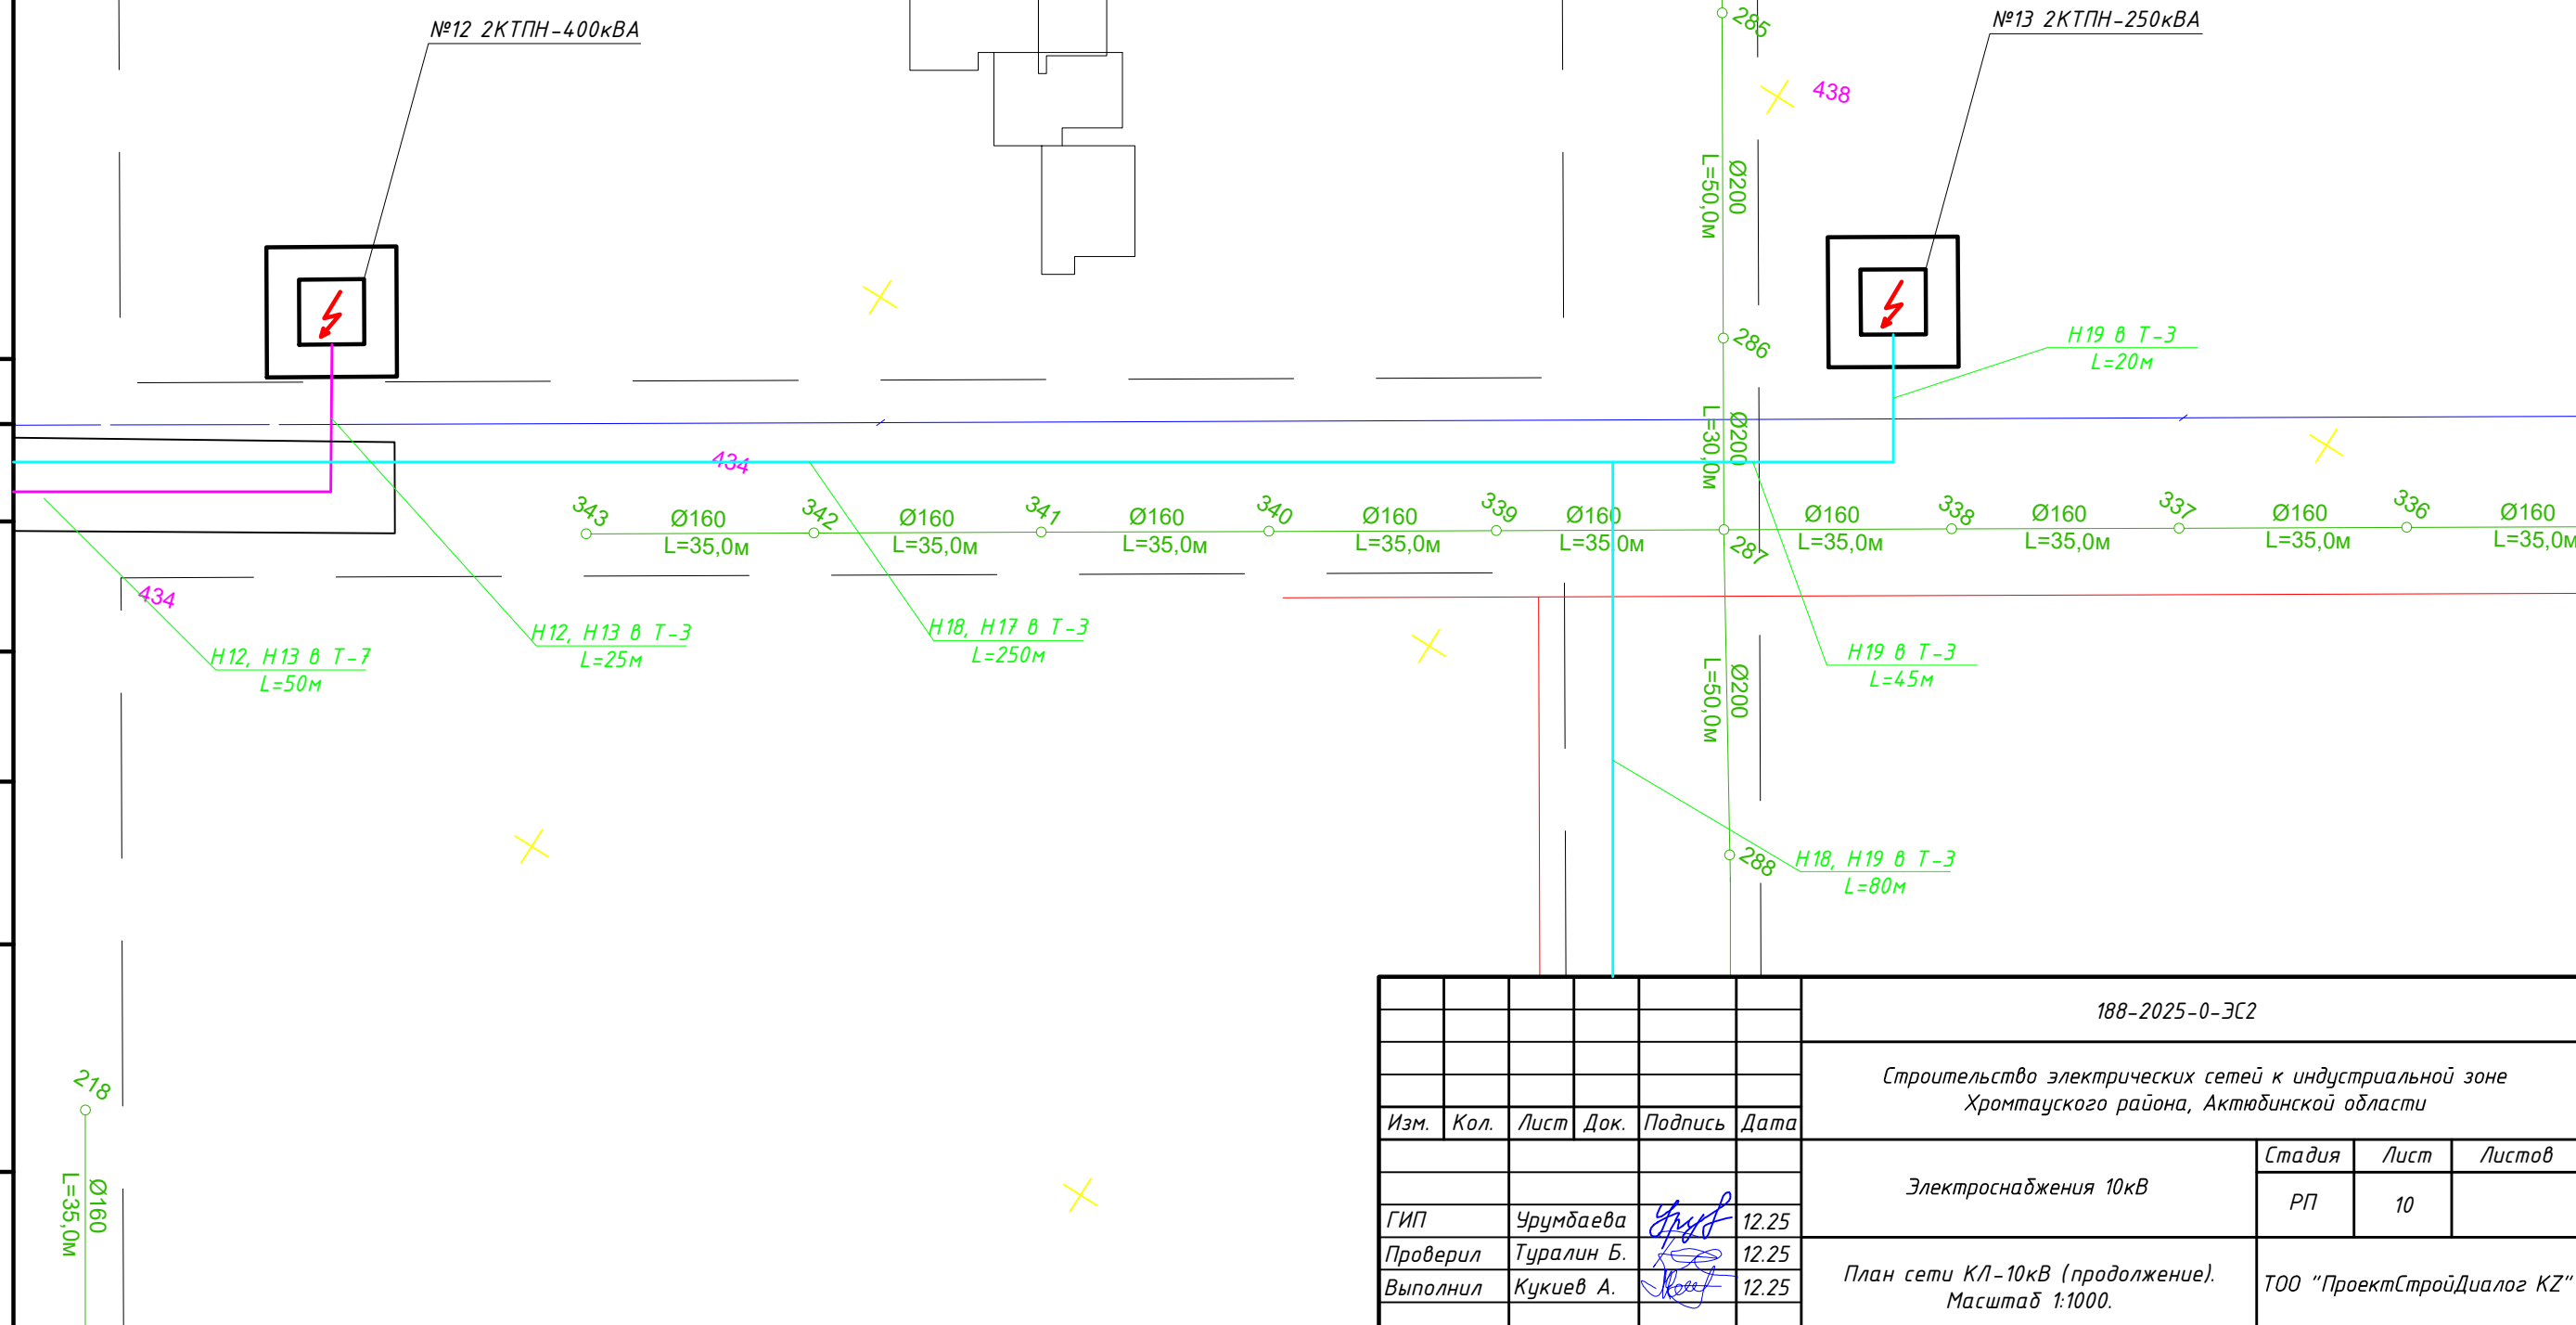 №12 2КТПН-400кВА
№13 2КТПН-250кВА
285
438
Ø200
L=50,0м
286
Н19 в Т-3
L=20м
Ø200
L=30,0м
434
343
Ø160
L=35,0м
342
Ø160
L=35,0м
341
Ø160
L=35,0м
340
Ø160
L=35,0м
339
Ø160
L=35,0м
287
Ø160
L=35,0м
338
Ø160
L=35,0м
337
Ø160
L=35,0м
336
Ø160
L=35,0м
434
Н12, Н13 в Т-7
L=50м
Н12, Н13 в Т-3
L=25м
Н18, Н17 в Т-3
L=250м
Н19 в Т-3
L=45м
Ø200
L=50,0м
288
Н18, Н19 в Т-3
L=80м
218
Ø160
L=35,0м
188-2025-0-ЭС2
Строительство электрических сетей к индустриальной зоне
Хромтауского района, Актюбинской области
Изм. Кол. Лист Док. Подпись Дата
Электроснабжения 10кВ
Стадия Лист Листов
РП 10
ГИП Урумбаева 12.25
Проверил Туралин Б. 12.25
Выполнил Кукиев А. 12.25
План сети КЛ-10кВ (продолжение).
Масштаб 1:1000.
ТОО "ПроектСтройДиалог KZ"